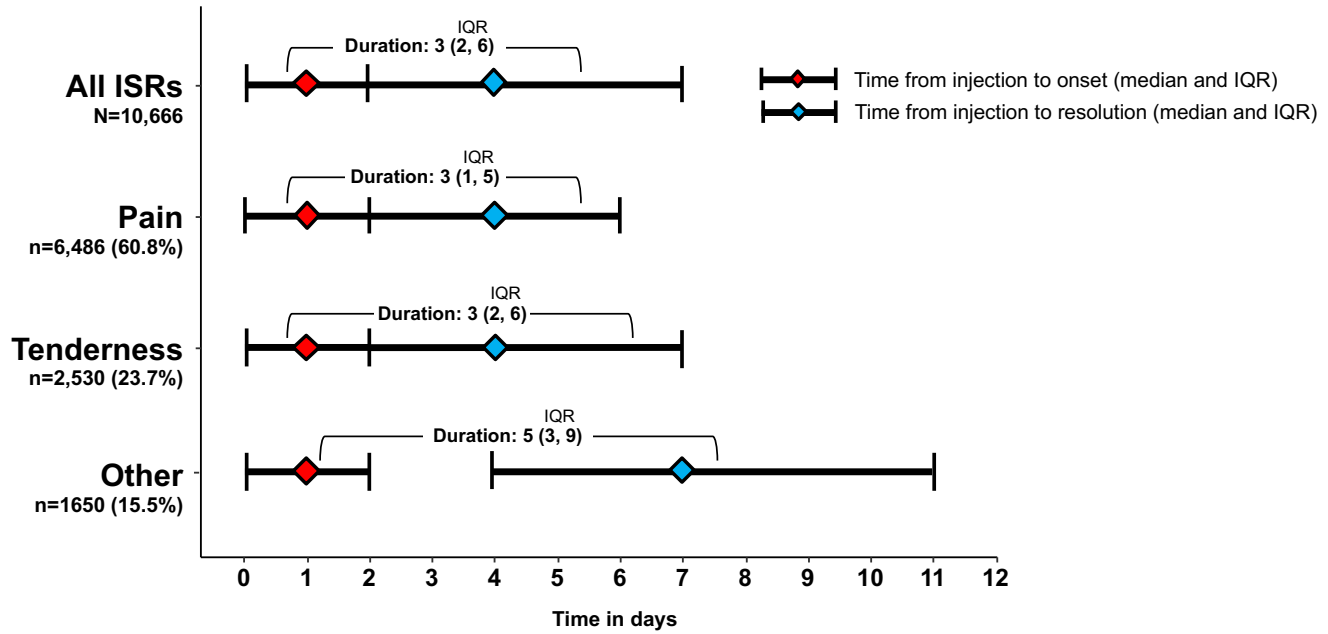 IQR
Duration: 3 (2, 6)
All ISRs
N=10,666
Time from injection to onset (median and IQR)
Time from injection to resolution (median and IQR)
IQR
Duration: 3 (1, 5)
Pain
n=6,486 (60.8%)
IQR
Duration: 3 (2, 6)
Tenderness
n=2,530 (23.7%)
IQR
Duration: 5 (3, 9)
Other
n=1650 (15.5%)
0 1 2 3 4 5 6 7 8 9 10 11 12
Time in days